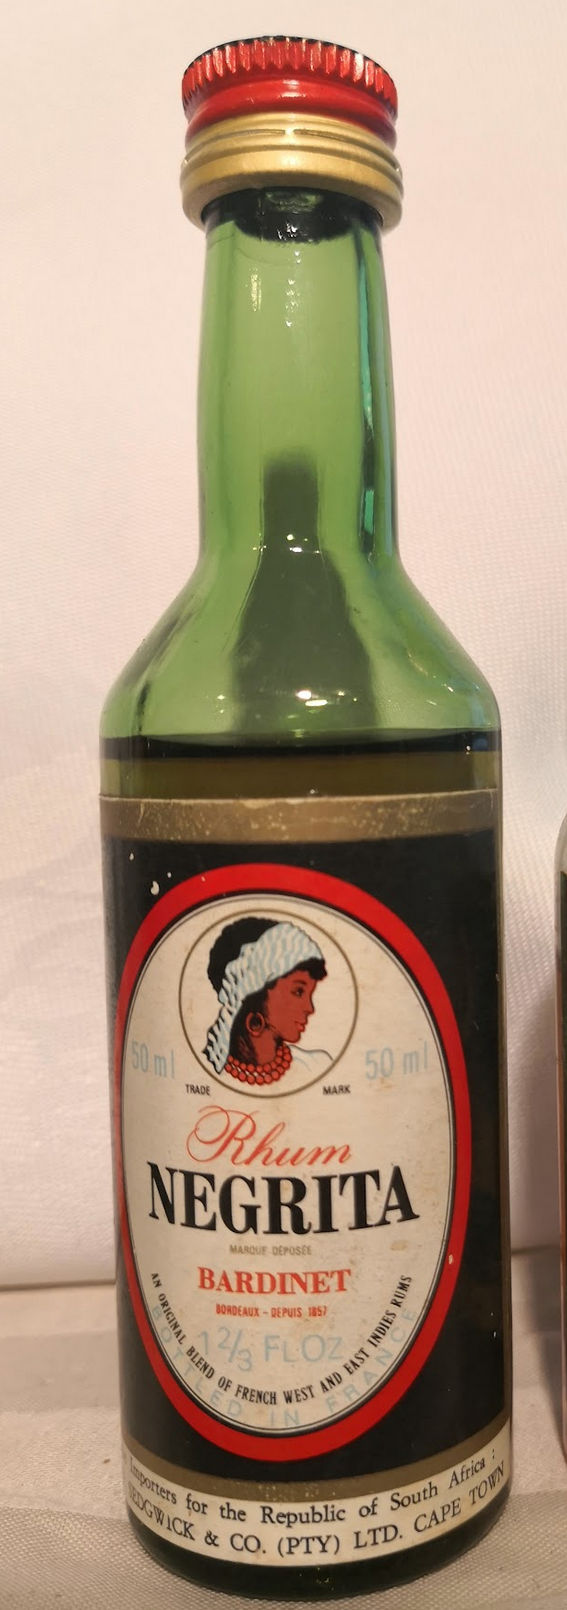 50 ml 50 ml
TRADE MARK
Rhum
NEGRITA
MARQUE DÉPOSÉE
BARDINET
BORDEAUX - DEPUIS 1857
1 2/3 FL OZ
AN ORIGINAL BLEND OF FRENCH WEST AND EAST INDIES RUMS
BOTTLED IN FRANCE
Importers for the Republic of South Africa :
SEDGWICK & CO. (PTY) LTD. CAPE TOWN